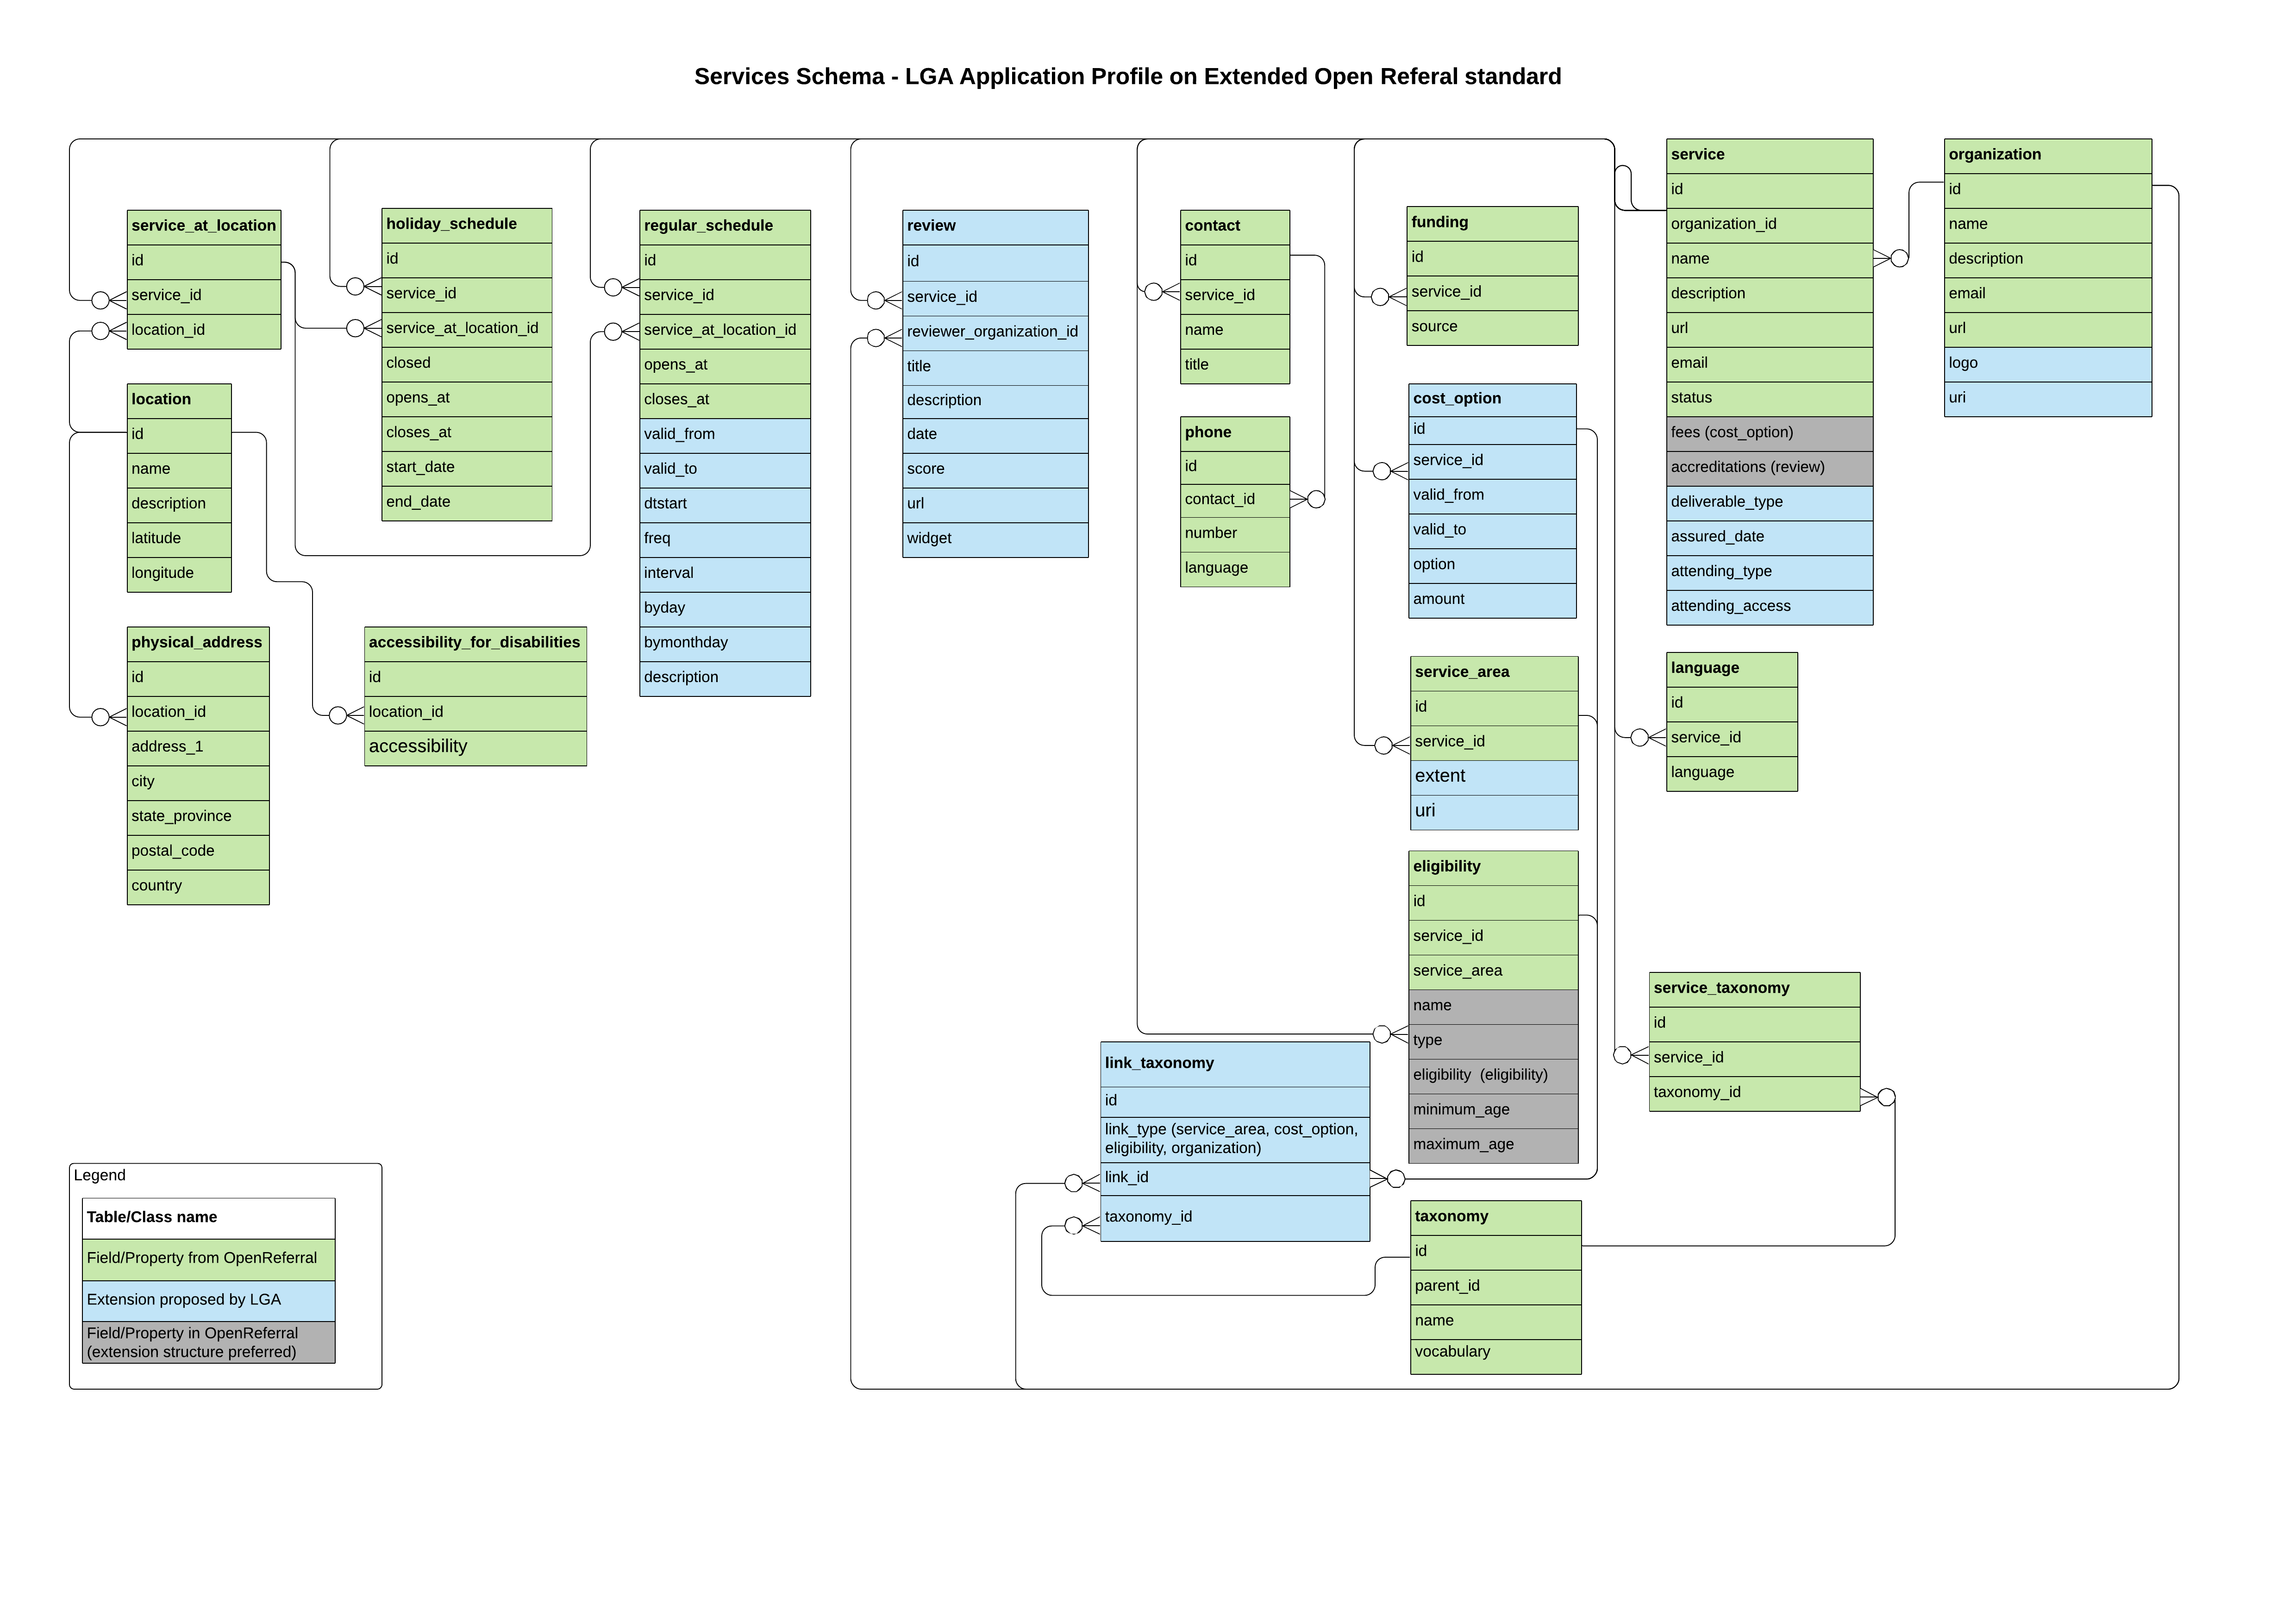 Services Schema - LGA Application Profile on Extended Open Referal standard
service_at_location
id
service_id
location_id
location
id
name
description
latitude
longitude
physical_address
id
location_id
address_1
city
state_province
postal_code
country
holiday_schedule
id
service_id
service_at_location_id
closed
opens_at
closes_at
start_date
end_date
accessibility_for_disabilities
id
location_id
accessibility
regular_schedule
id
service_id
service_at_location_id
opens_at
closes_at
valid_from
valid_to
dtstart
freq
interval
byday
bymonthday
description
review
id
service_id
reviewer_organization_id
title
description
date
score
url
widget
contact
id
service_id
name
title
phone
id
contact_id
number
language
funding
id
service_id
source
cost_option
id
service_id
valid_from
valid_to
option
amount
service_area
id
service_id
extent
uri
eligibility
id
service_id
service_area
name
type
eligibility  (eligibility)
minimum_age
maximum_age
link_taxonomy
id
link_type (service_area, cost_option,
eligibility, organization)
link_id
taxonomy_id
taxonomy
id
parent_id
name
vocabulary
service
id
organization_id
name
description
url
email
status
fees (cost_option)
accreditations (review)
deliverable_type
assured_date
attending_type
attending_access
language
id
service_id
language
service_taxonomy
id
service_id
taxonomy_id
organization
id
name
description
email
url
logo
uri
Legend
Table/Class name
Field/Property from OpenReferral
Extension proposed by LGA
Field/Property in OpenReferral
(extension structure preferred)